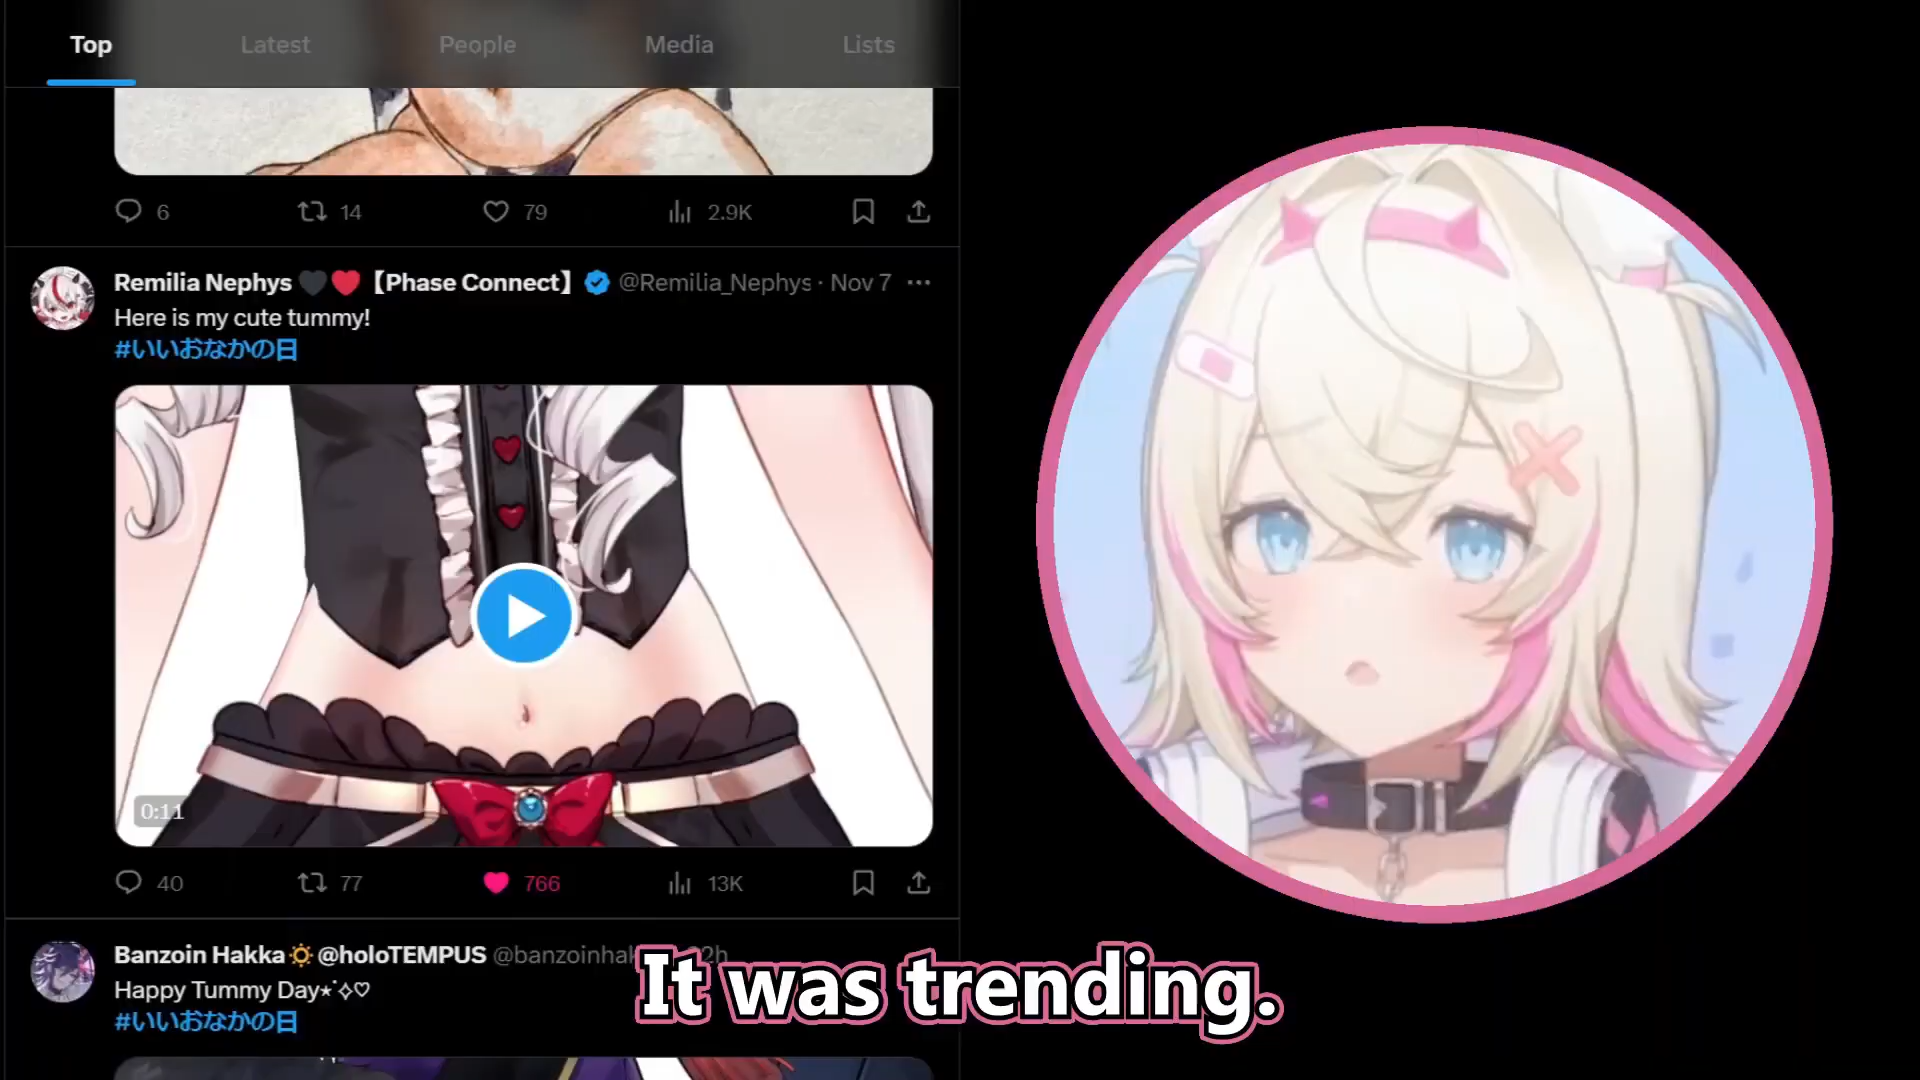 Top Latest People Media Lists
6 14 79 2.9K
Remilia Nephys 🖤❤️【Phase Connect】 @Remilia_Nephys · Nov 7
Here is my cute tummy!
#いいおなかの日
0:11
40 77 766 13K
Banzoin Hakka🔅@holoTEMPUS
Happy Tummy Day⋆˙⟡♡
#いいおなかの日
It was trending.